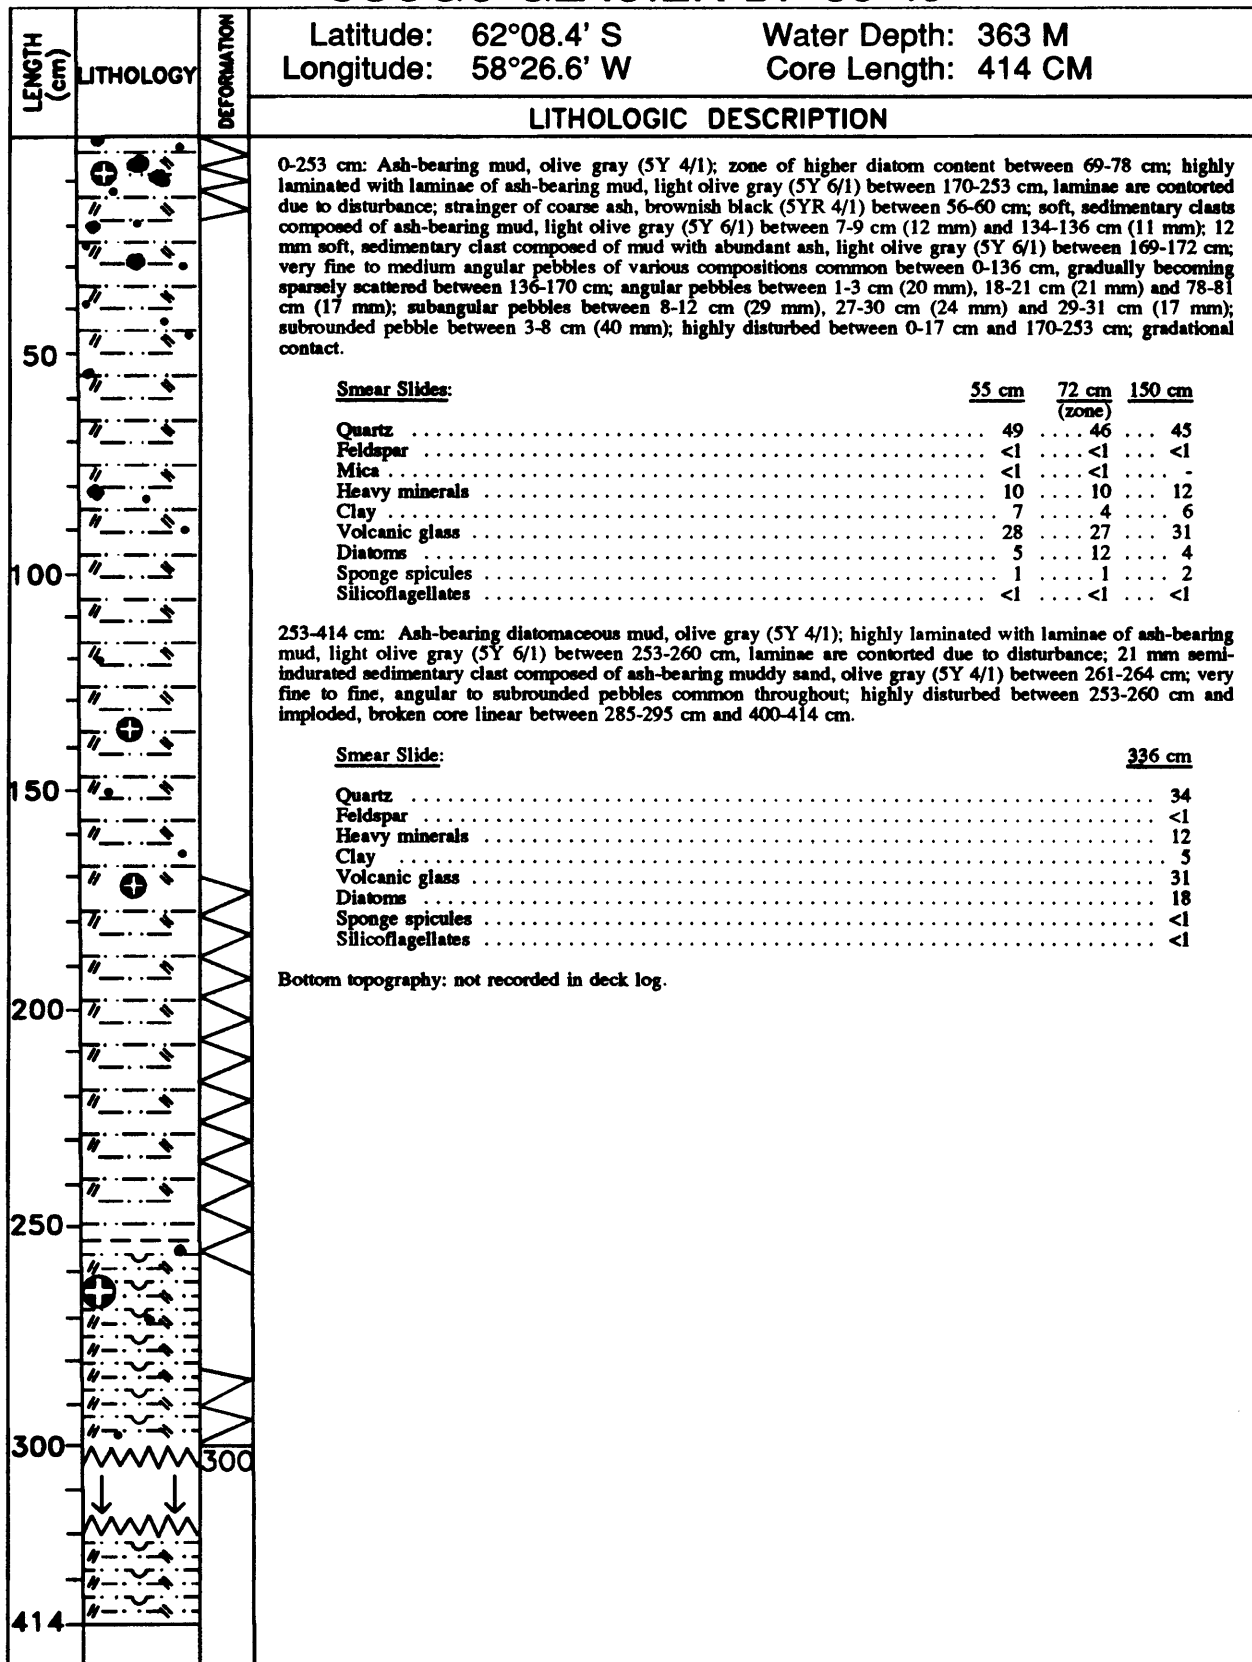 Latitude: 62°08.4' S Water Depth: 363 M
Longitude: 58°26.6' W Core Length: 414 CM
LENGTH (cm)
LITHOLOGY
DEFORMATION
LITHOLOGIC DESCRIPTION
0-253 cm: Ash-bearing mud, olive gray (5Y 4/1); zone of higher diatom content between 69-78 cm; highly
laminated with laminae of ash-bearing mud, light olive gray (5Y 6/1) between 170-253 cm, laminae are contorted
due to disturbance; strainger of coarse ash, brownish black (5YR 4/1) between 56-60 cm; soft, sedimentary clasts
composed of ash-bearing mud, light olive gray (5Y 6/1) between 7-9 cm (12 mm) and 134-136 cm (11 mm); 12
mm soft, sedimentary clast composed of mud with abundant ash, light olive gray (5Y 6/1) between 169-172 cm;
very fine to medium angular pebbles of various compositions common between 0-136 cm, gradually becoming
sparsely scattered between 136-170 cm; angular pebbles between 1-3 cm (20 mm), 18-21 cm (21 mm) and 78-81
cm (17 mm); subangular pebbles between 8-12 cm (29 mm), 27-30 cm (24 mm) and 29-31 cm (17 mm);
subrounded pebble between 3-8 cm (40 mm); highly disturbed between 0-17 cm and 170-253 cm; gradational
contact.
Smear Slides: 55 cm 72 cm 150 cm
(zone)
Quartz 49 46 45
Feldspar <1 <1 <1
Mica <1 <1 -
Heavy minerals 10 10 12
Clay 7 4 6
Volcanic glass 28 27 31
Diatoms 5 12 4
Sponge spicules 1 1 2
Silicoflagellates <1 <1 <1
253-414 cm: Ash-bearing diatomaceous mud, olive gray (5Y 4/1); highly laminated with laminae of ash-bearing
mud, light olive gray (5Y 6/1) between 253-260 cm, laminae are contorted due to disturbance; 21 mm semi-
indurated sedimentary clast composed of ash-bearing muddy sand, olive gray (5Y 4/1) between 261-264 cm; very
fine to fine, angular to subrounded pebbles common throughout; highly disturbed between 253-260 cm and
imploded, broken core linear between 285-295 cm and 400-414 cm.
Smear Slide: 336 cm
Quartz 34
Feldspar <1
Heavy minerals 12
Clay 5
Volcanic glass 31
Diatoms 18
Sponge spicules <1
Silicoflagellates <1
Bottom topography: not recorded in deck log.
50
100
150
200
250
300
300
414